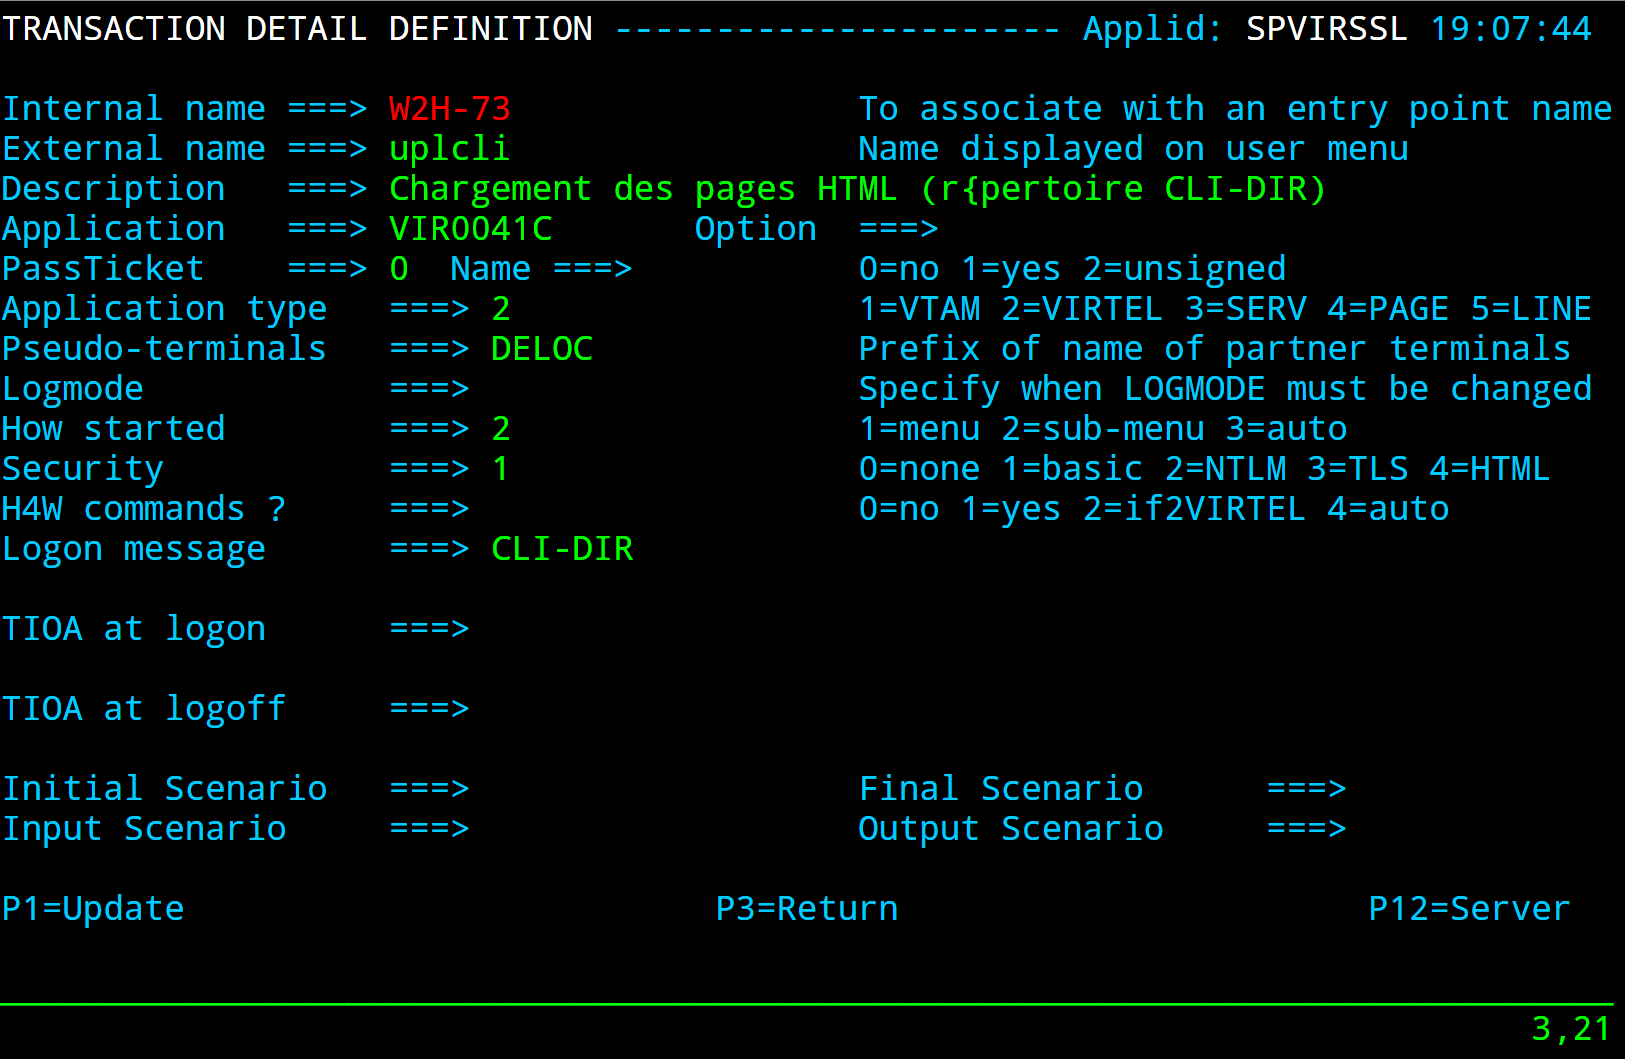 TRANSACTION DETAIL DEFINITION ---------------------- Applid: SPVIRSSL 19:07:44
Internal name ===> W2H-73 To associate with an entry point name
External name ===> uplcli Name displayed on user menu
Description ===> Chargement des pages HTML (r{pertoire CLI-DIR)
Application ===> VIR0041C Option ===>
PassTicket ===> 0 Name ===> 0=no 1=yes 2=unsigned
Application type ===> 2 1=VTAM 2=VIRTEL 3=SERV 4=PAGE 5=LINE
Pseudo-terminals ===> DELOC Prefix of name of partner terminals
Logmode ===> Specify when LOGMODE must be changed
How started ===> 2 1=menu 2=sub-menu 3=auto
Security ===> 1 0=none 1=basic 2=NTLM 3=TLS 4=HTML
H4W commands ? ===> 0=no 1=yes 2=if2VIRTEL 4=auto
Logon message ===> CLI-DIR
TIOA at logon ===>
TIOA at logoff ===>
Initial Scenario ===> Final Scenario ===>
Input Scenario ===> Output Scenario ===>
P1=Update P3=Return P12=Server
3,21